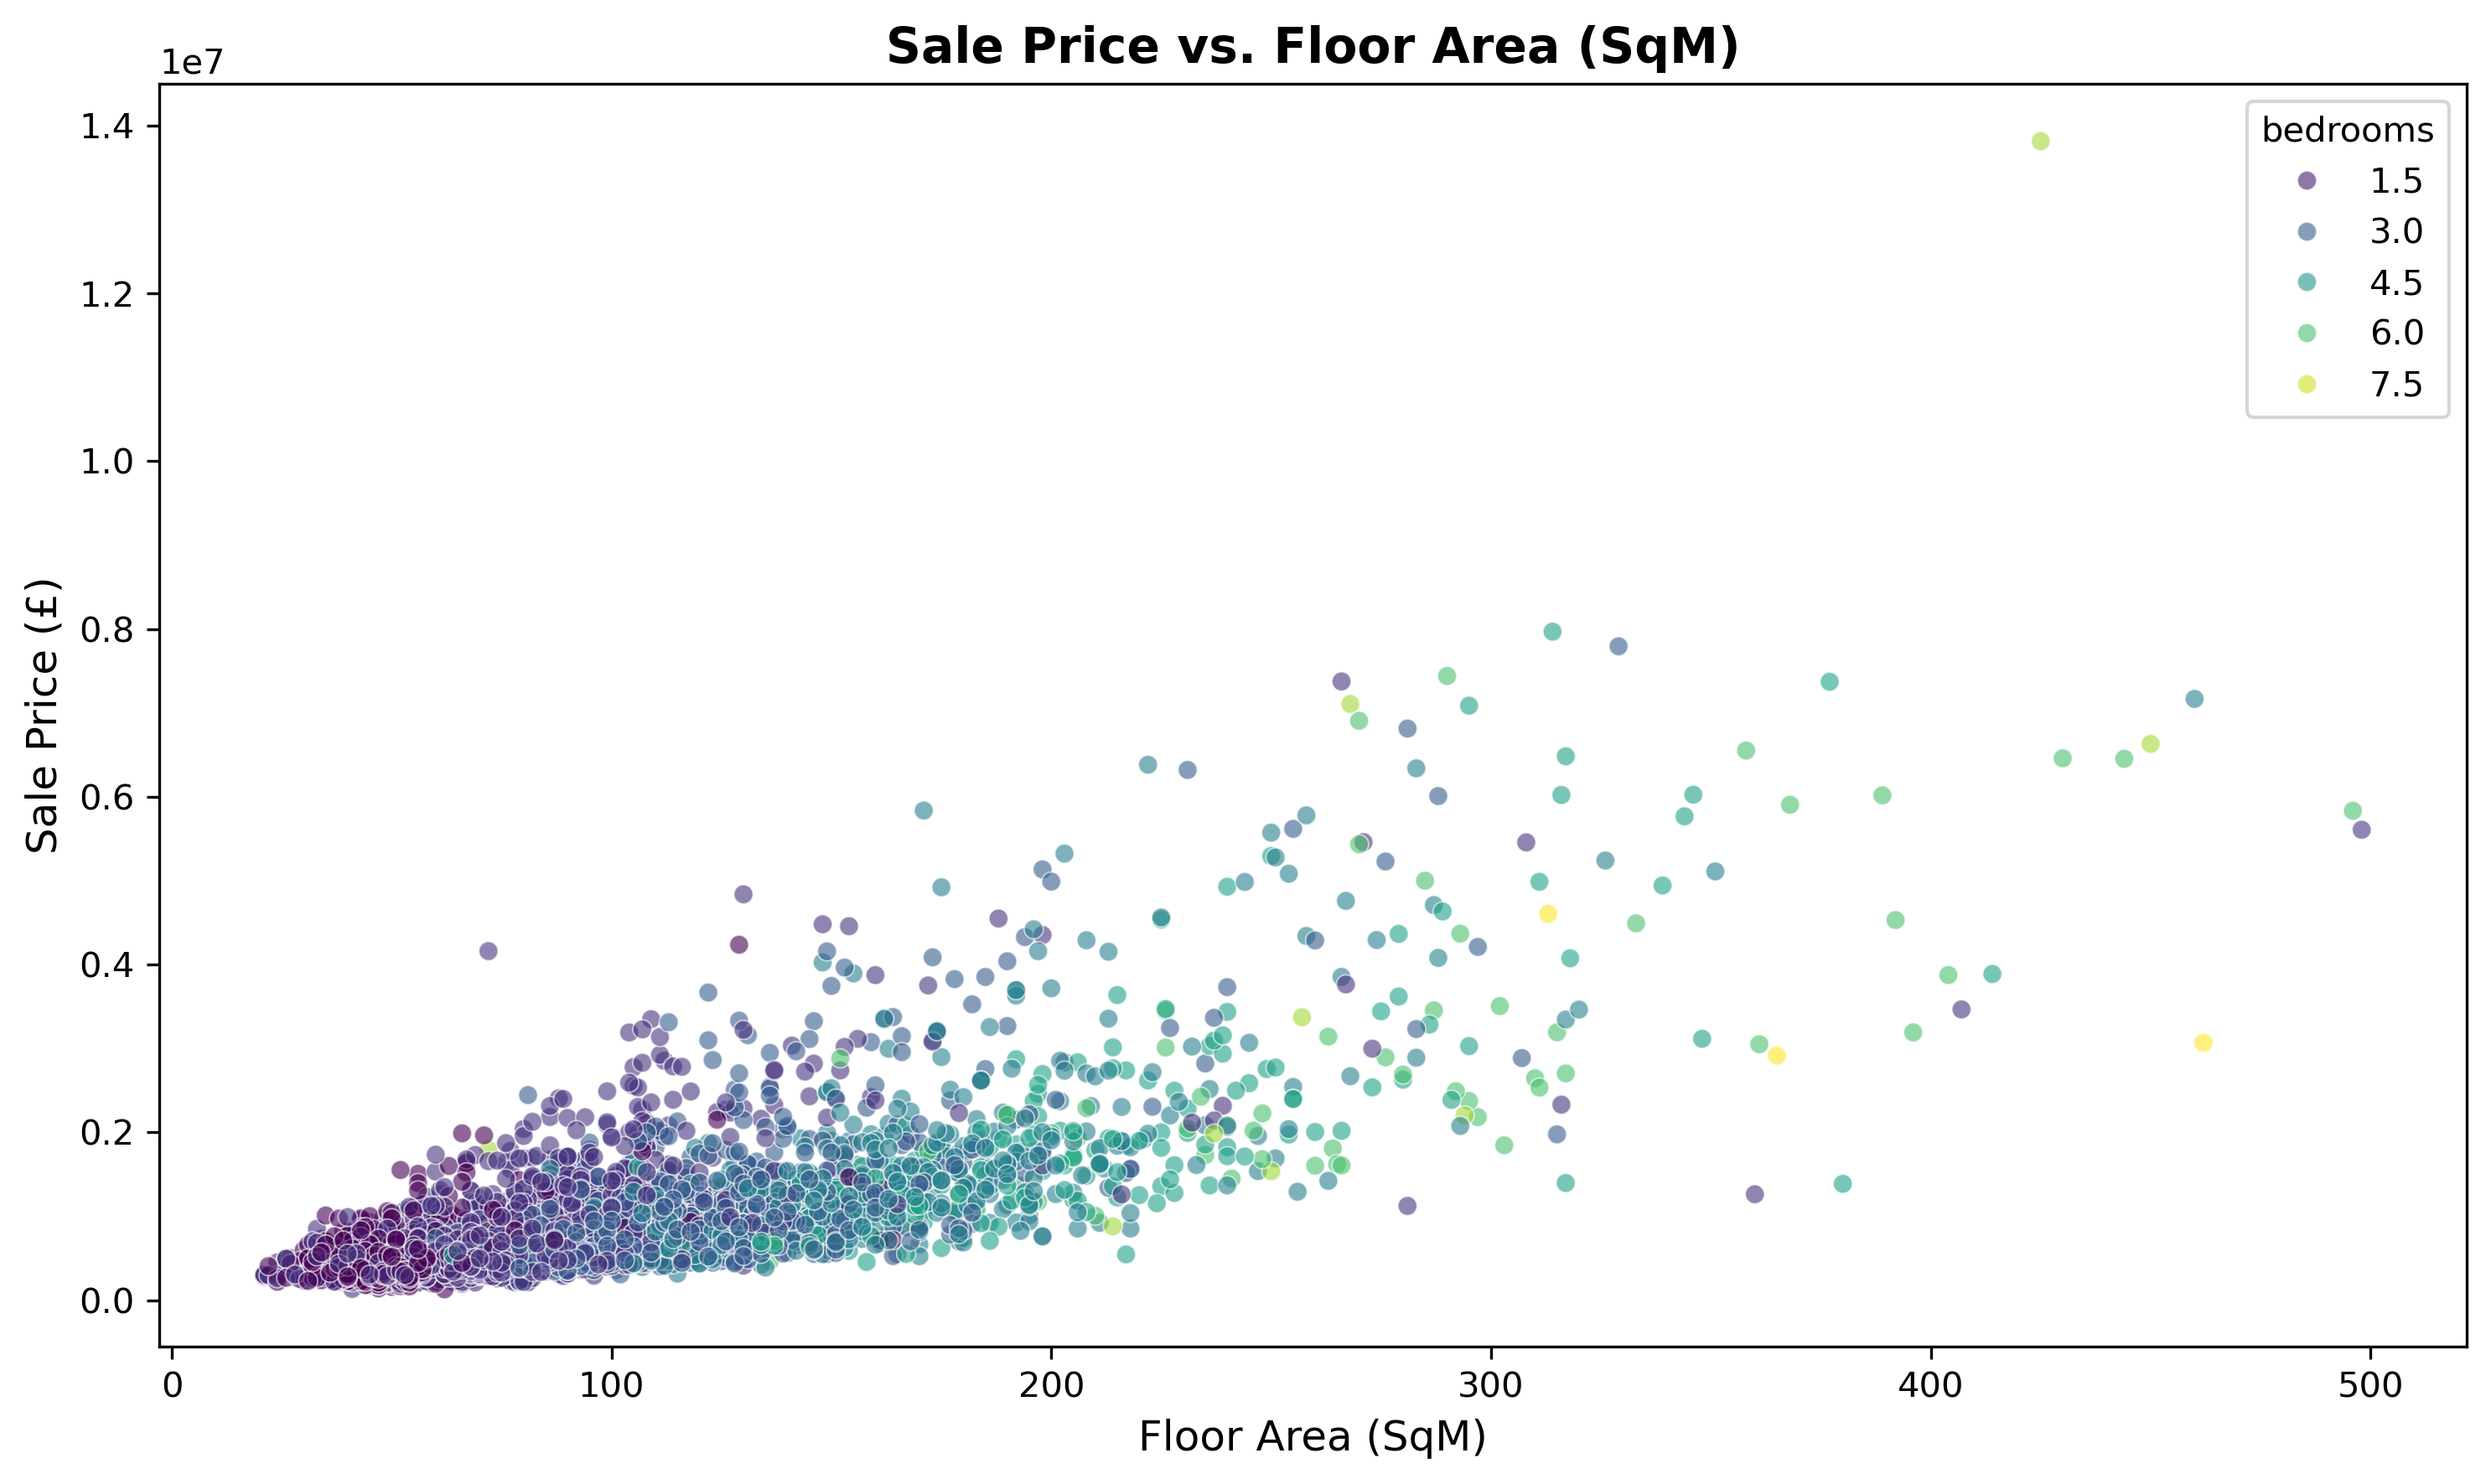 Sale Price vs. Floor Area (SqM)
1e7
1.4
1.2
1.0
0.8
0.6
0.4
0.2
0.0
Sale Price (£)
bedrooms
1.5
3.0
4.5
6.0
7.5
0 100 200 300 400 500
Floor Area (SqM)